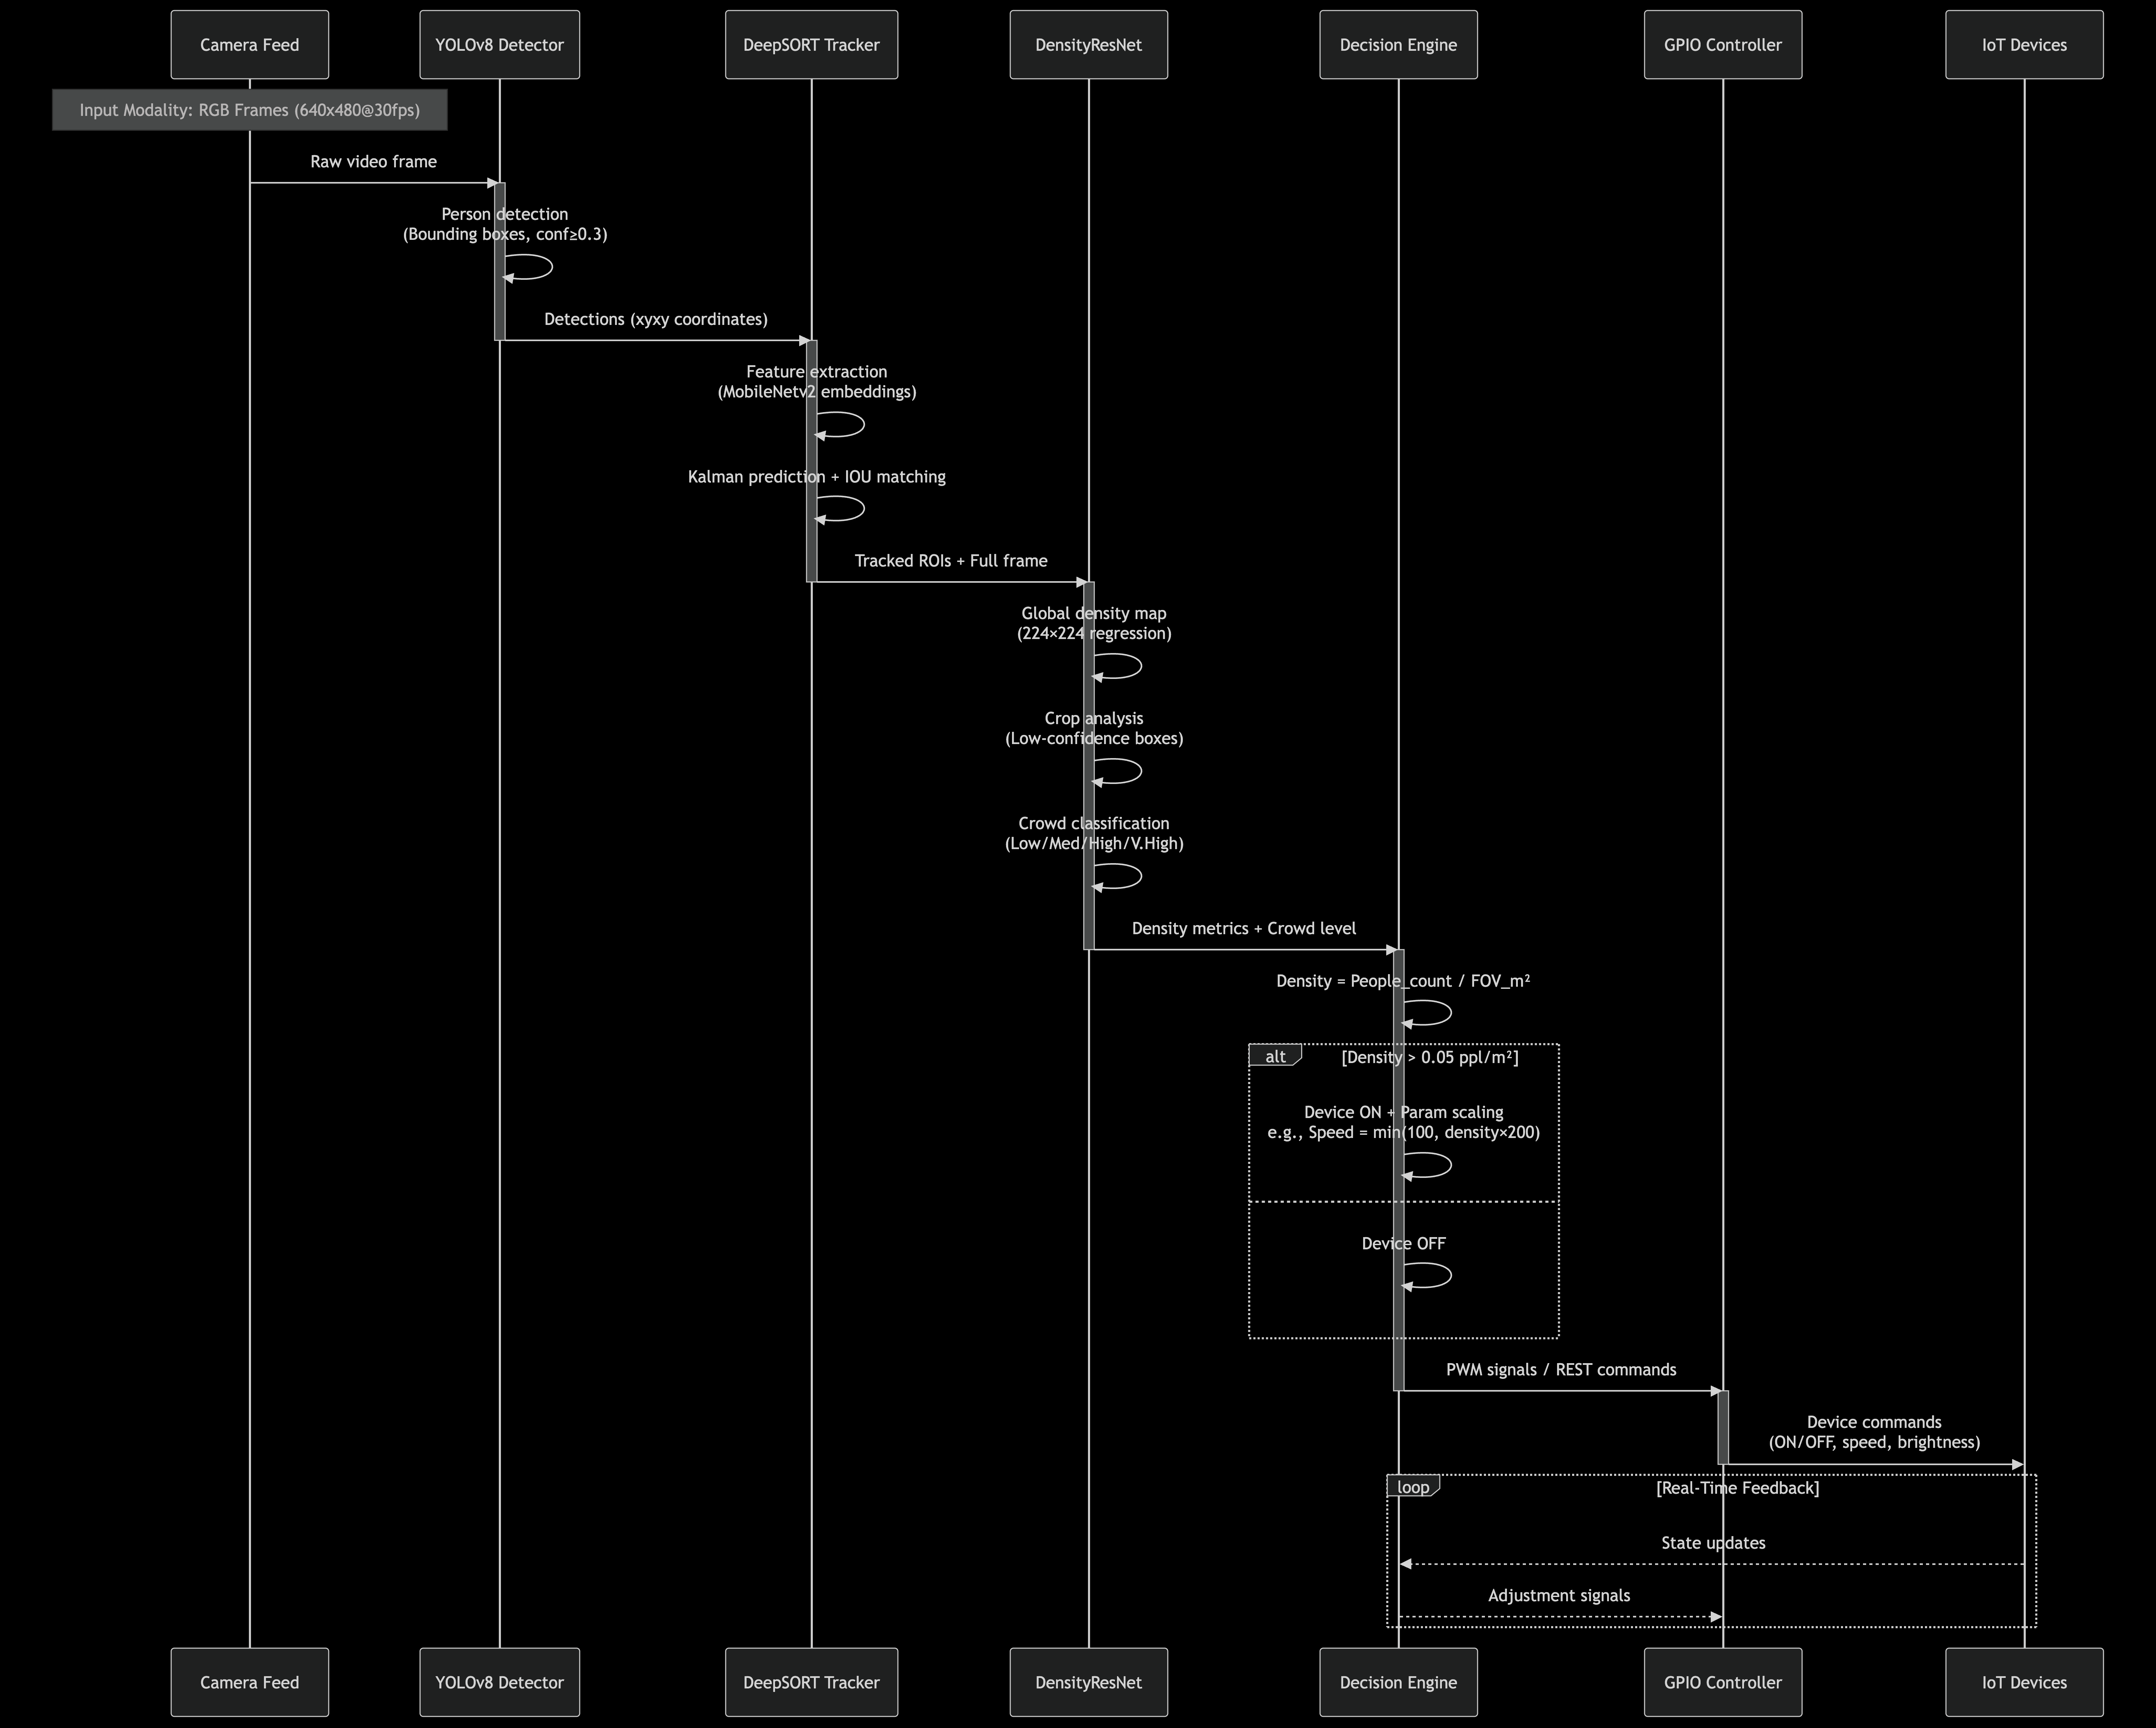 Camera Feed
YOLOv8 Detector
DeepSORT Tracker
DensityResNet
Decision Engine
GPIO Controller
IoT Devices
Input Modality: RGB Frames (640x480@30fps)
Raw video frame
Person detection
(Bounding boxes, conf≥0.3)
Detections (xyxy coordinates)
Feature extraction
(MobileNetv2 embeddings)
Kalman prediction + IOU matching
Tracked ROIs + Full frame
Global density map
(224×224 regression)
Crop analysis
(Low-confidence boxes)
Crowd classification
(Low/Med/High/V.High)
Density metrics + Crowd level
Density = People_count / FOV_m²
alt
[Density > 0.05 ppl/m²]
Device ON + Param scaling
e.g., Speed = min(100, density×200)
Device OFF
PWM signals / REST commands
Device commands
(ON/OFF, speed, brightness)
loop
[Real-Time Feedback]
State updates
Adjustment signals
Camera Feed
YOLOv8 Detector
DeepSORT Tracker
DensityResNet
Decision Engine
GPIO Controller
IoT Devices